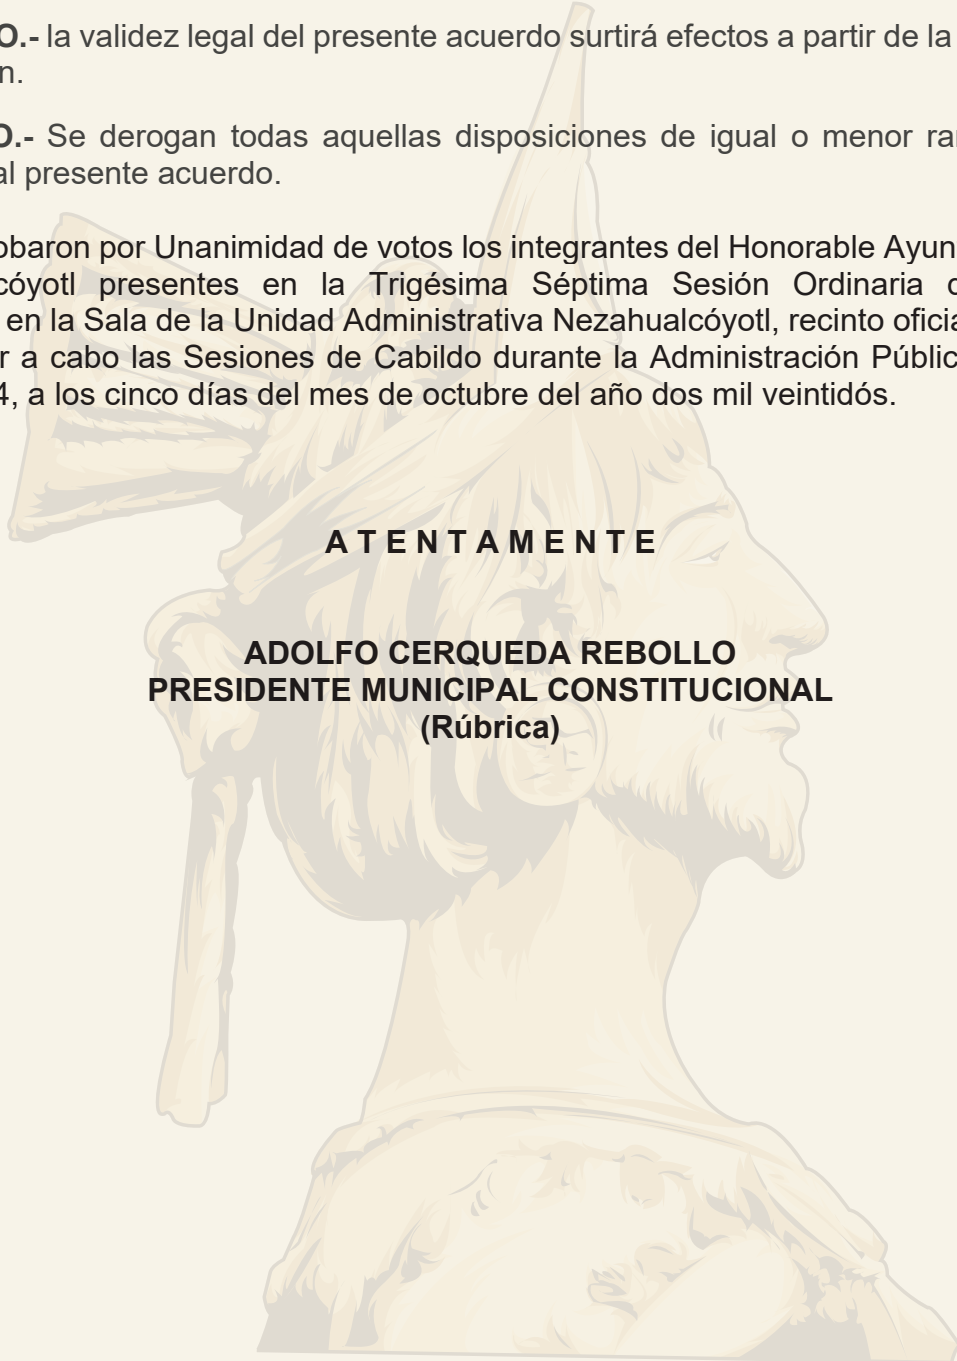 O.- la validez legal del presente acuerdo surtirá efectos a partir de la
n.
O.- Se derogan todas aquellas disposiciones de igual o menor ra
al presente acuerdo.
obaron por Unanimidad de votos los integrantes del Honorable Ayun
cóyotl presentes en la Trigésima Séptima Sesión Ordinaria
en la Sala de la Unidad Administrativa Nezahualcóyotl, recinto oficia
r a cabo las Sesiones de Cabildo durante la Administración Públic
4, a los cinco días del mes de octubre del año dos mil veintidós.
A T E N T A M E N T E
ADOLFO CERQUEDA REBOLLO
PRESIDENTE MUNICIPAL CONSTITUCIONAL
(Rúbrica)